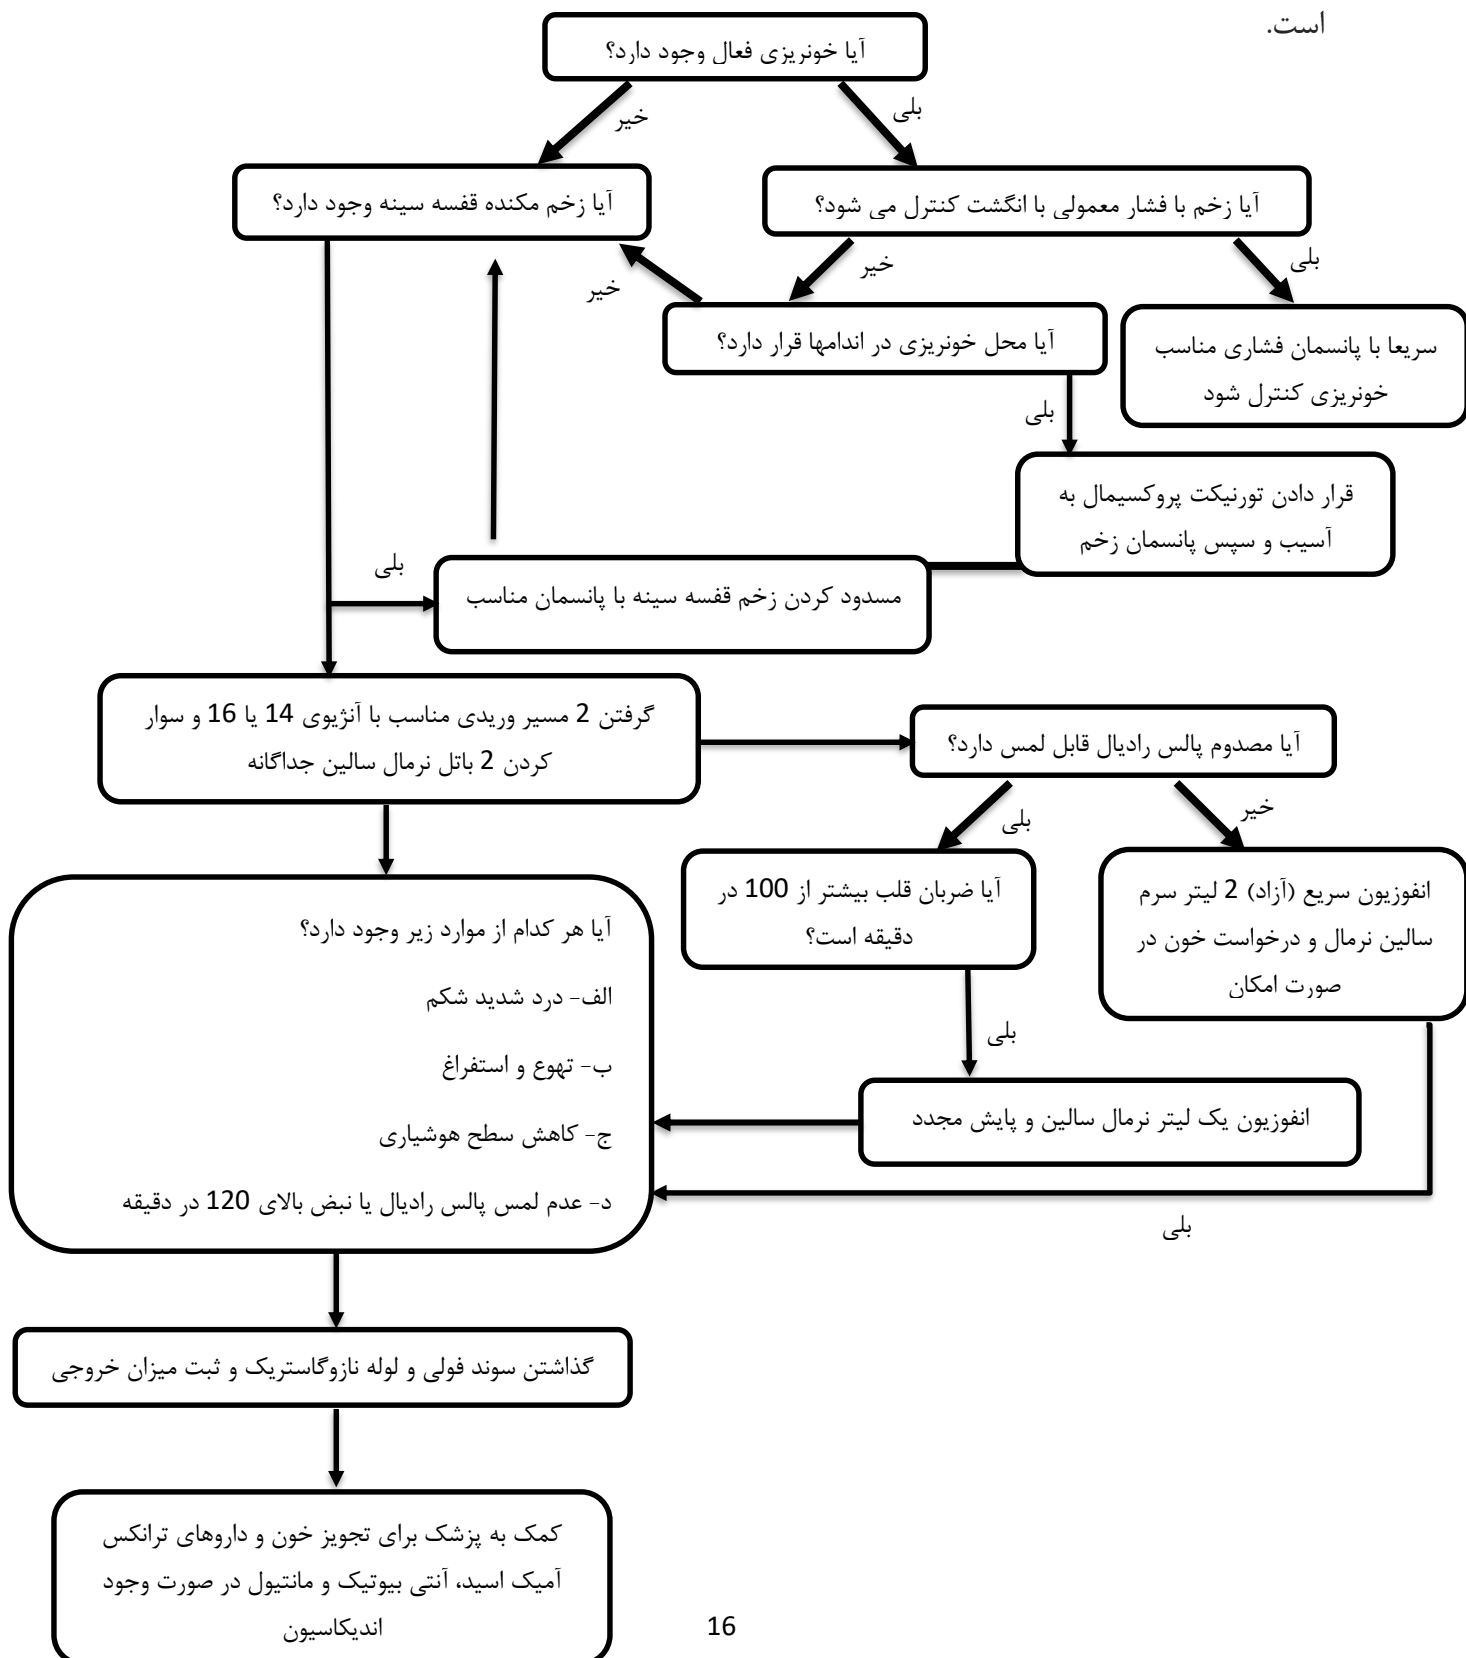 است.
آیا خونریزی فعال وجود دارد؟
بلی
خیر
آیا زخم با فشار معمولی با انگشت کنترل می شود؟
آیا زخم مکنده قفسه سینه وجود دارد؟
بلی
خیر
خیر
سریعا با پانسمان فشاری مناسب
خونریزی کنترل شود
آیا محل خونریزی در اندامها قرار دارد؟
بلی
قرار دادن تورنیکت پروکسیمال به
آسیب و سپس پانسمان زخم
بلی
مسدود کردن زخم قفسه سینه با پانسمان مناسب
گرفتن 2 مسیر وریدی مناسب با آنژیوی 14 یا 16 و سوار
کردن 2 باتل نرمال سالین جداگانه
آیا مصدوم پالس رادیال قابل لمس دارد؟
خیر
بلی
انفوزیون سریع (آزاد) 2 لیتر سرم
سالین نرمال و درخواست خون در
صورت امکان
آیا ضربان قلب بیشتر از 100 در
دقیقه است؟
بلی
انفوزیون یک لیتر نرمال سالین و پایش مجدد
بلی
آیا هر کدام از موارد زیر وجود دارد؟
الف- درد شدید شکم
ب- تهوع و استفراغ
ج- کاهش سطح هوشیاری
د- عدم لمس پالس رادیال یا نبض بالای 120 در دقیقه
گذاشتن سوند فولی و لوله نازوگاستریک و ثبت میزان خروجی
کمک به پزشک برای تجویز خون و داروهای ترانکس
آمیک اسید، آنتی بیوتیک و مانتیول در صورت وجود
اندیکاسیون
16